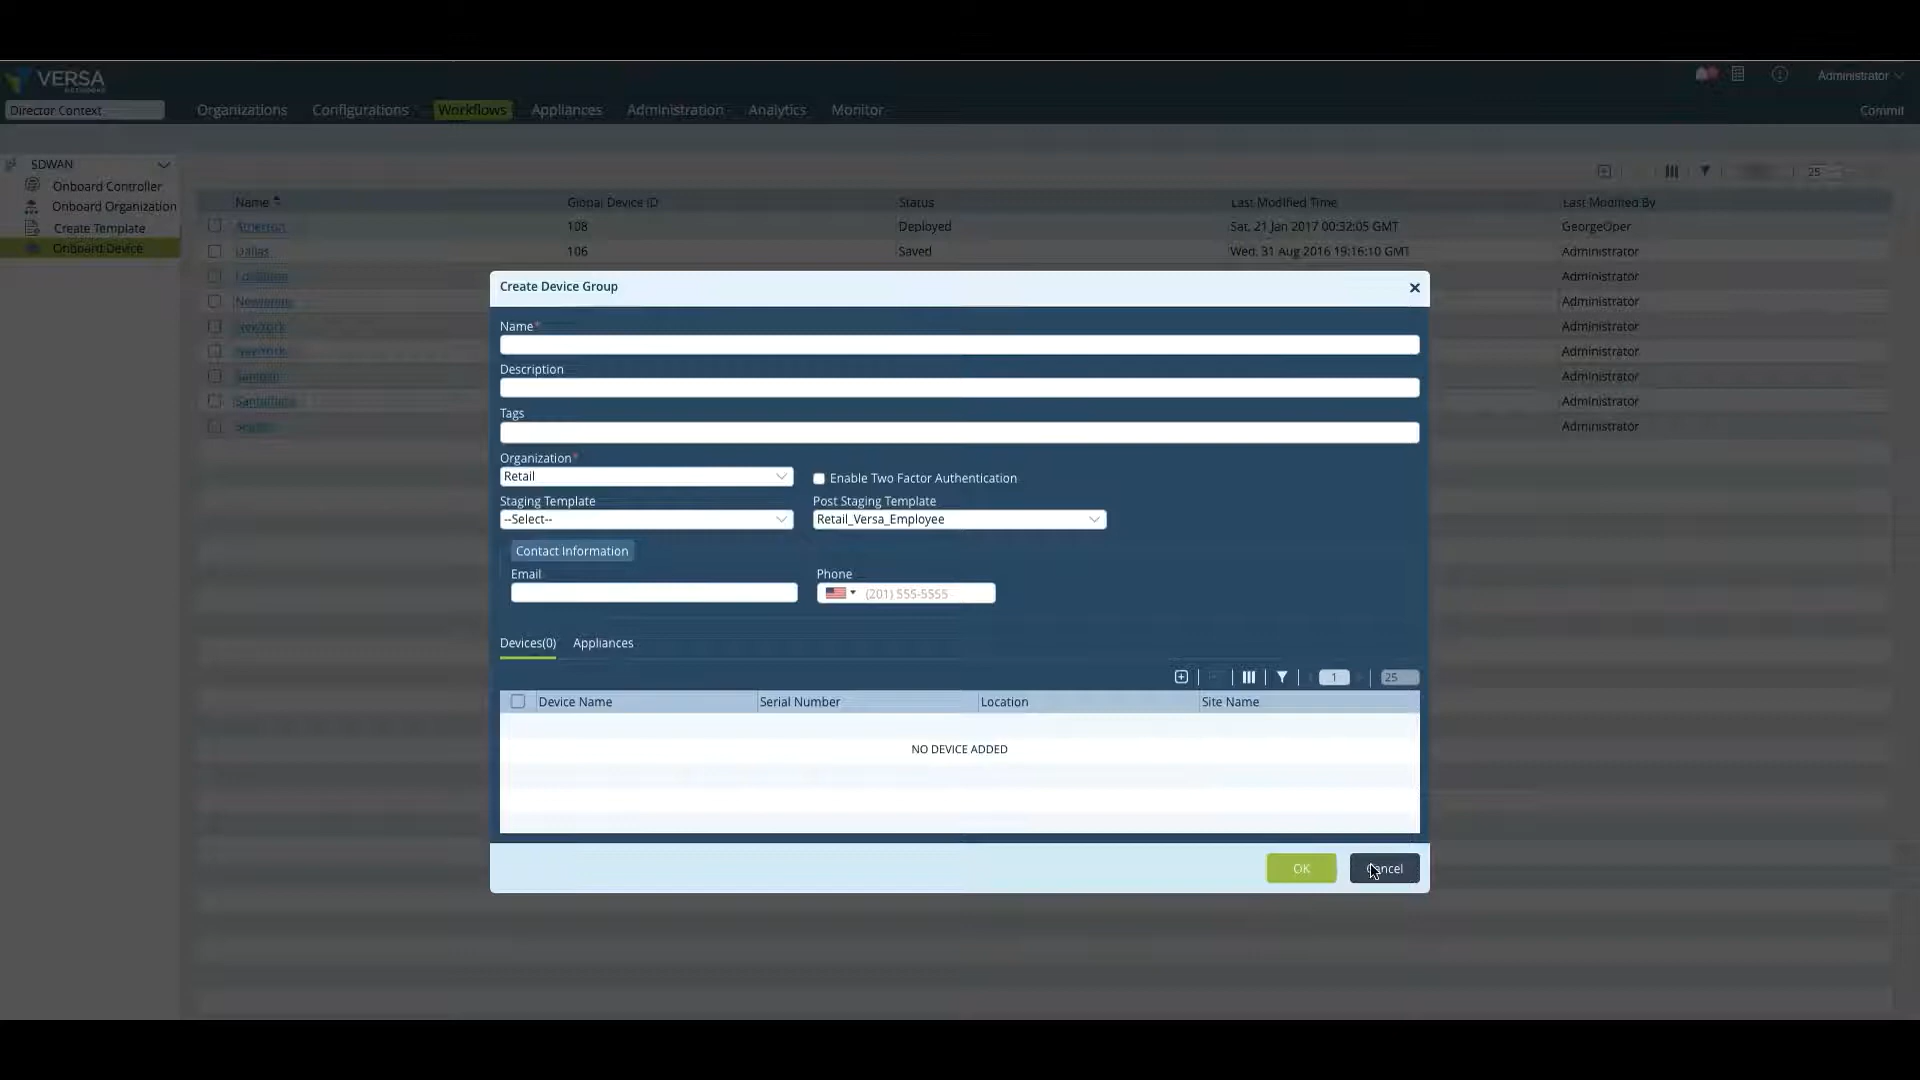 VERSA
NETWORKS
Administrator
Director Context
Organizations
Configurations
Workflows
Appliances
Administration
Analytics
Monitor
Commit
SDWAN
Onboard Controller
Onboard Organization
Create Template
Onboard Device
25
Name
Global Device ID
Status
Last Modified Time
Last Modified By
108
Deployed
Sat, 21 Jan 2017 00:32:05 GMT
GeorgeOper
Dallas
106
Saved
Wed, 31 Aug 2016 19:16:10 GMT
Administrator
Administrator
Administrator
NewYork
Administrator
NewYork
Administrator
Administrator
Administrator
Administrator
Create Device Group
Name*
Description
Tags
Organization*
Retail
Enable Two Factor Authentication
Staging Template
Post Staging Template
--Select--
Retail_Versa_Employee
Contact Information
Email
Phone
(201) 555-5555
Devices(0)
Appliances
1
25
Device Name
Serial Number
Location
Site Name
NO DEVICE ADDED
OK
Cancel